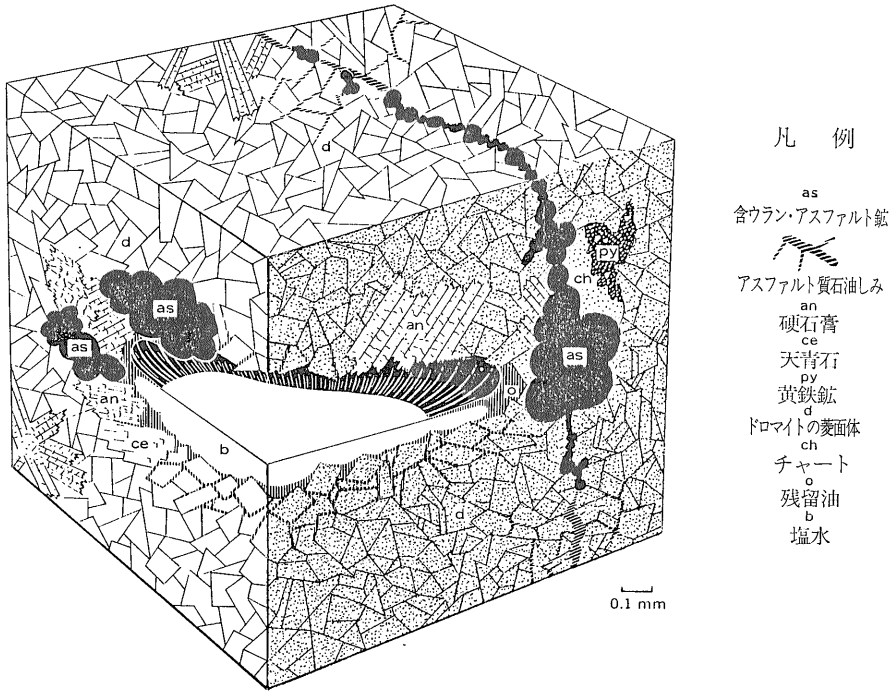 d
d
as
as
an
ce
b
an
o
as
ch
py
d
0.1 mm
凡 例
as
含ウラン・アスファルト鉱
アスファルト質石油しみ
an
硬石膏
ce
天青石
py
黄鉄鉱
d
ドロマイトの菱面体
ch
チャート
o
残留油
b
塩水